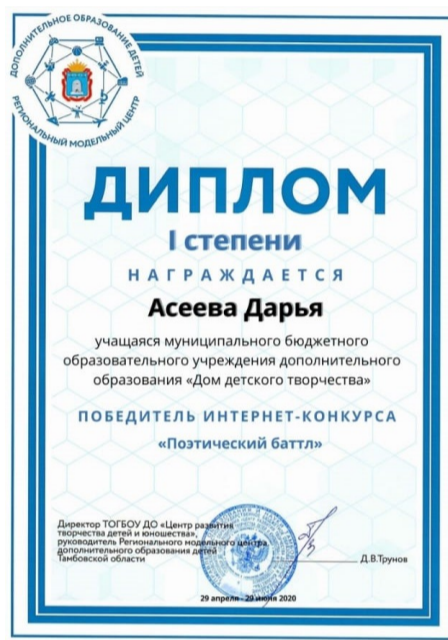 ДОПОЛНИТЕЛЬНОЕ ОБРАЗОВАНИЕ ДЕТЕЙ
РЕГИОНАЛЬНЫЙ МОДЕЛЬНЫЙ ЦЕНТР
ДИПЛОМ
I степени
НАГРАЖДАЕТСЯ
Асеева Дарья
учащаяся муниципального бюджетного
образовательного учреждения дополнительного
образования «Дом детского творчества»
ПОБЕДИТЕЛЬ ИНТЕРНЕТ-КОНКУРСА
«Поэтический баттл»
Директор ТОГБОУ ДО «Центр развития
творчества детей и юношества»,
руководитель Регионального модельного центра
дополнительного образования детей
Тамбовской области
Д.В.Трунов
29 апреля - 29 июня 2020